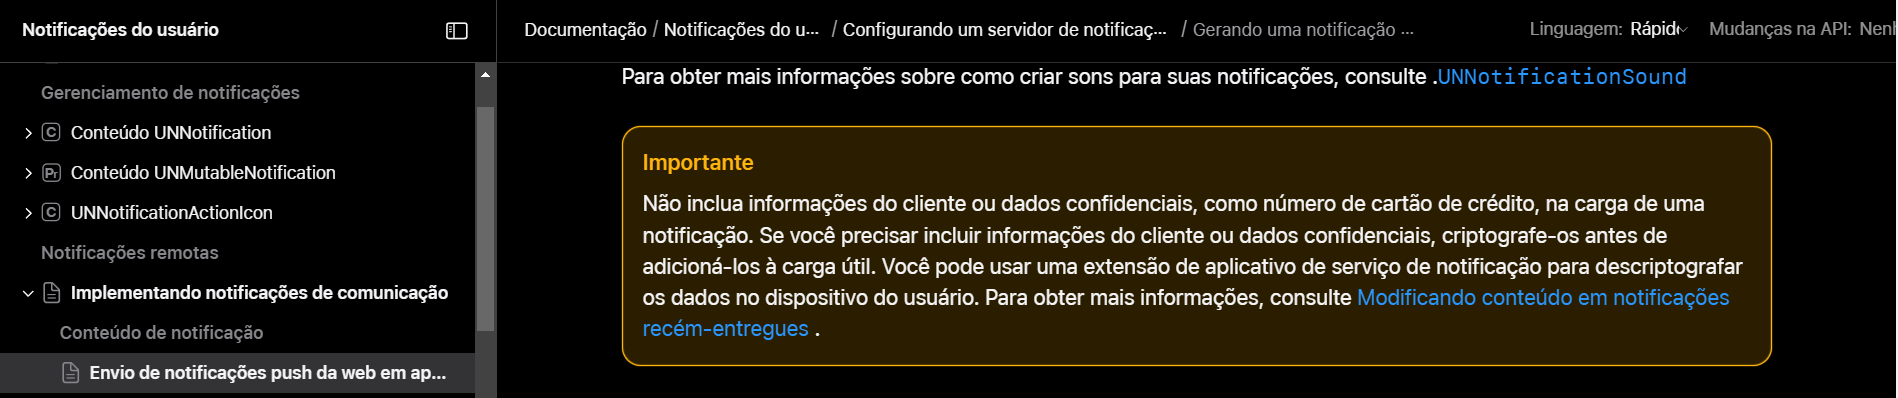 Notificações do usuário
Documentação / Notificações do u... / Configurando um servidor de notificaç... / Gerando uma notificação ...
Linguagem: Rápido
Mudanças na API:
Gerenciamento de notificações
Conteúdo UNNotification
Conteúdo UNMutableNotification
UNNotificationActionIcon
Notificações remotas
Implementando notificações de comunicação
Conteúdo de notificação
Envio de notificações push da web em ap...
Para obter mais informações sobre como criar sons para suas notificações, consulte .UNNotificationSound
Importante
Não inclua informações do cliente ou dados confidenciais, como número de cartão de crédito, na carga de uma
notificação. Se você precisar incluir informações do cliente ou dados confidenciais, criptografe-os antes de
adicioná-los à carga útil. Você pode usar uma extensão de aplicativo de serviço de notificação para descriptografar
os dados no dispositivo do usuário. Para obter mais informações, consulte Modificando conteúdo em notificações
recém-entregues .